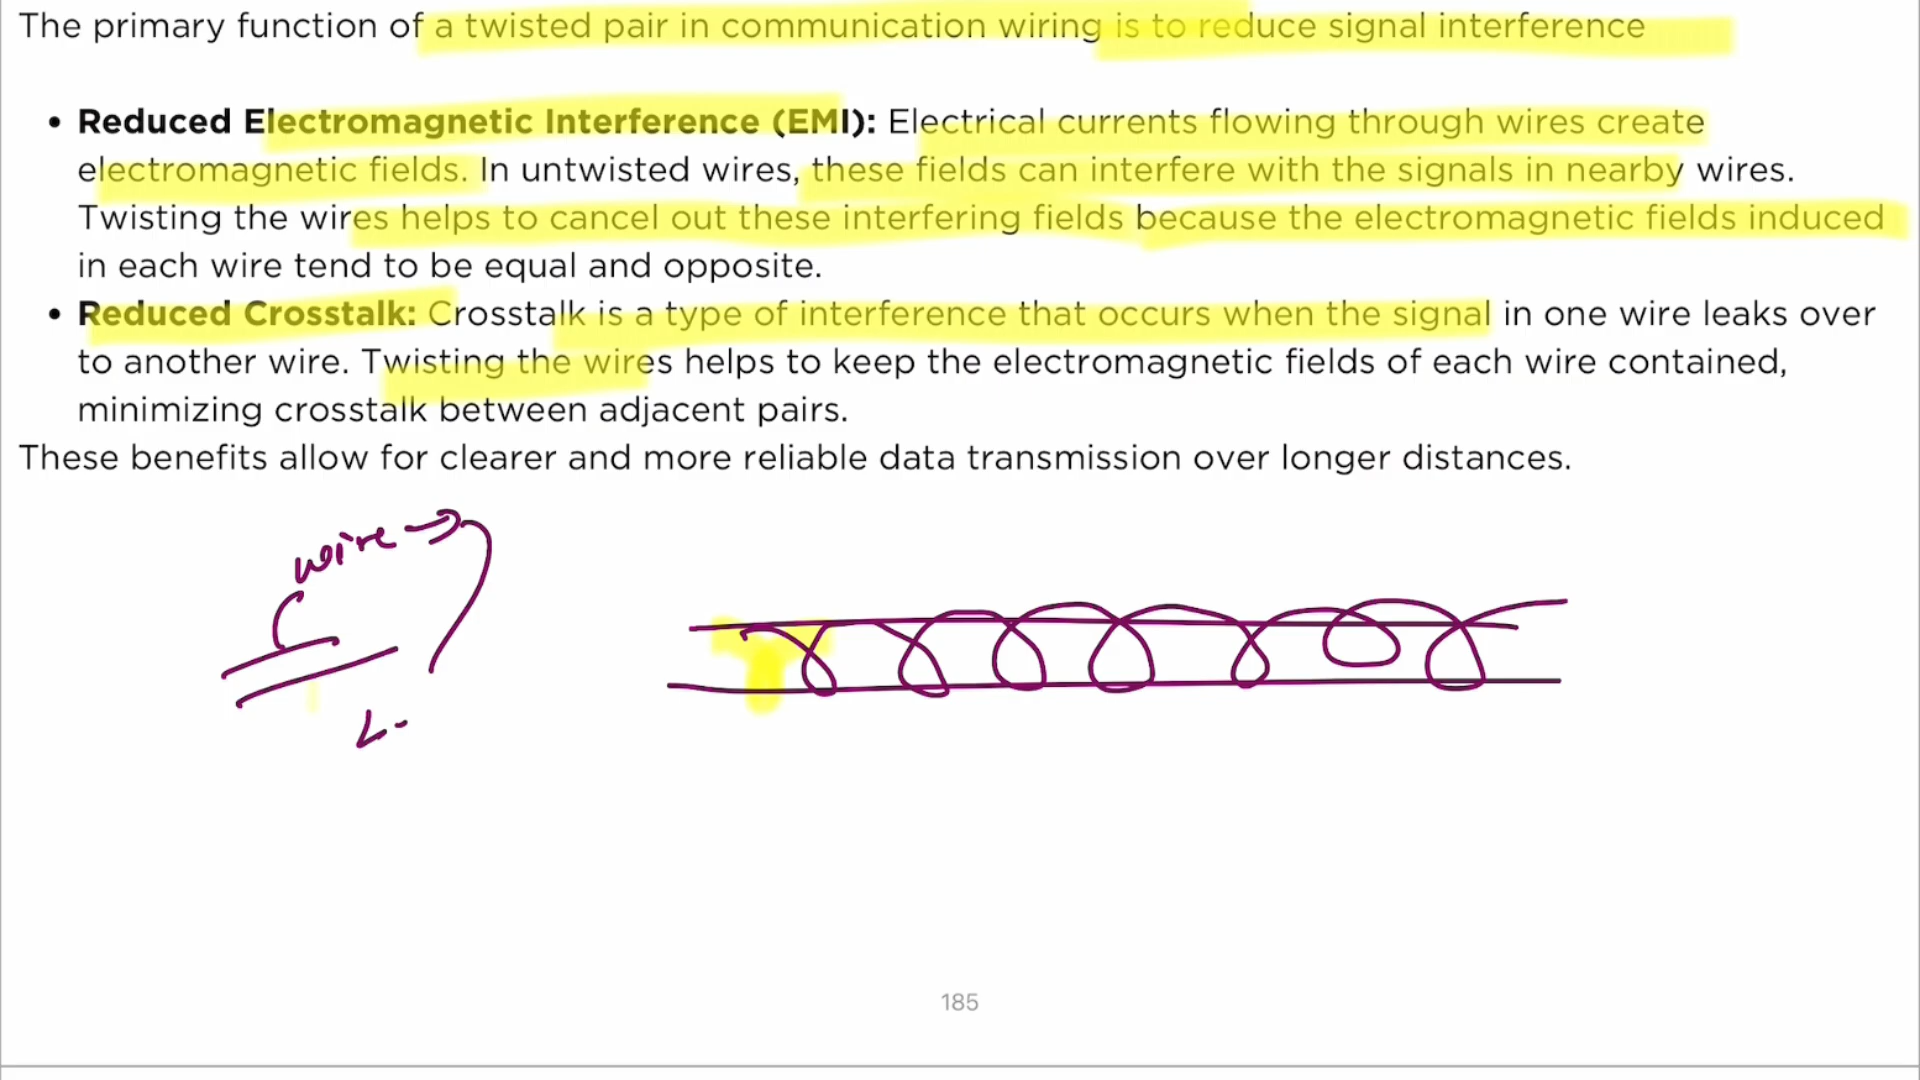 The primary function of a twisted pair in communication wiring is to reduce signal interference
• Reduced Electromagnetic Interference (EMI): Electrical currents flowing through wires create
electromagnetic fields. In untwisted wires, these fields can interfere with the signals in nearby wires.
Twisting the wires helps to cancel out these interfering fields because the electromagnetic fields induced
in each wire tend to be equal and opposite.
• Reduced Crosstalk: Crosstalk is a type of interference that occurs when the signal in one wire leaks over
to another wire. Twisting the wires helps to keep the electromagnetic fields of each wire contained,
minimizing crosstalk between adjacent pairs.
These benefits allow for clearer and more reliable data transmission over longer distances.
wire →
185